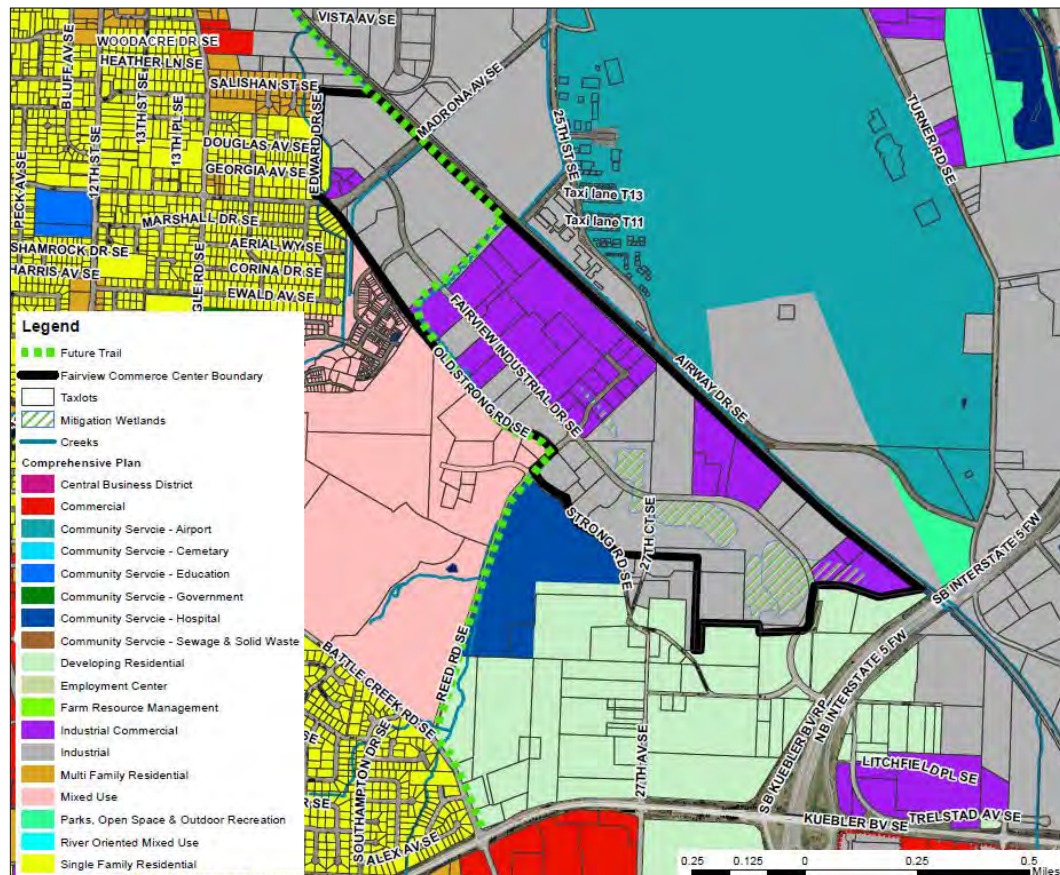 VISTA AV SE
WOODACRE DR SE
HEATHER LN SE
BLUFF AV SE
13TH ST SE
SALISHAN ST SE
12TH ST SE
13TH PL SE
DOUGLAS AV SE
GEORGIA AV SE
EDWARD DR SE
MADRONA AV SE
25TH ST SE
TURNER RD SE
Taxi lane T13
Taxi lane T11
PECK AV SE
MARSHALL DR SE
SHAMROCK DR SE
AERIAL WY SE
HARRIS AV SE
CORINA DR SE
EWALD AV SE
GLE RD SE
FAIRVIEW INDUSTRIAL DR SE
OLD STRONG RD SE
AIRWAY DR SE
STRONG RD SE
27TH CT SE
SB INTERSTATE 5 FW
NB INTERSTATE 5 FW
REED RD SE
BATTLE CREEK RD SE
SB KUEBLER BV RP
27TH AV SE
LITCHFIELD PL SE
SOUTHAMPTON DR SE
R SE
ALEX AV SE
KUEBLER BV SE
TRELSTAD AV SE
Legend
Future Trail
Fairview Commerce Center Boundary
Taxlots
Mitigation Wetlands
Creeks
Comprehensive Plan
Central Business District
Commercial
Community Servcie - Airport
Community Servcie - Cemetary
Community Servcie - Education
Community Servcie - Government
Community Servcie - Hospital
Community Servcie - Sewage & Solid Waste
Developing Residential
Employment Center
Farm Resource Management
Industrial Commercial
Industrial
Multi Family Residential
Mixed Use
Parks, Open Space & Outdoor Recreation
River Oriented Mixed Use
Single Family Residential
0.25 0.125 0 0.25 0.5
Miles